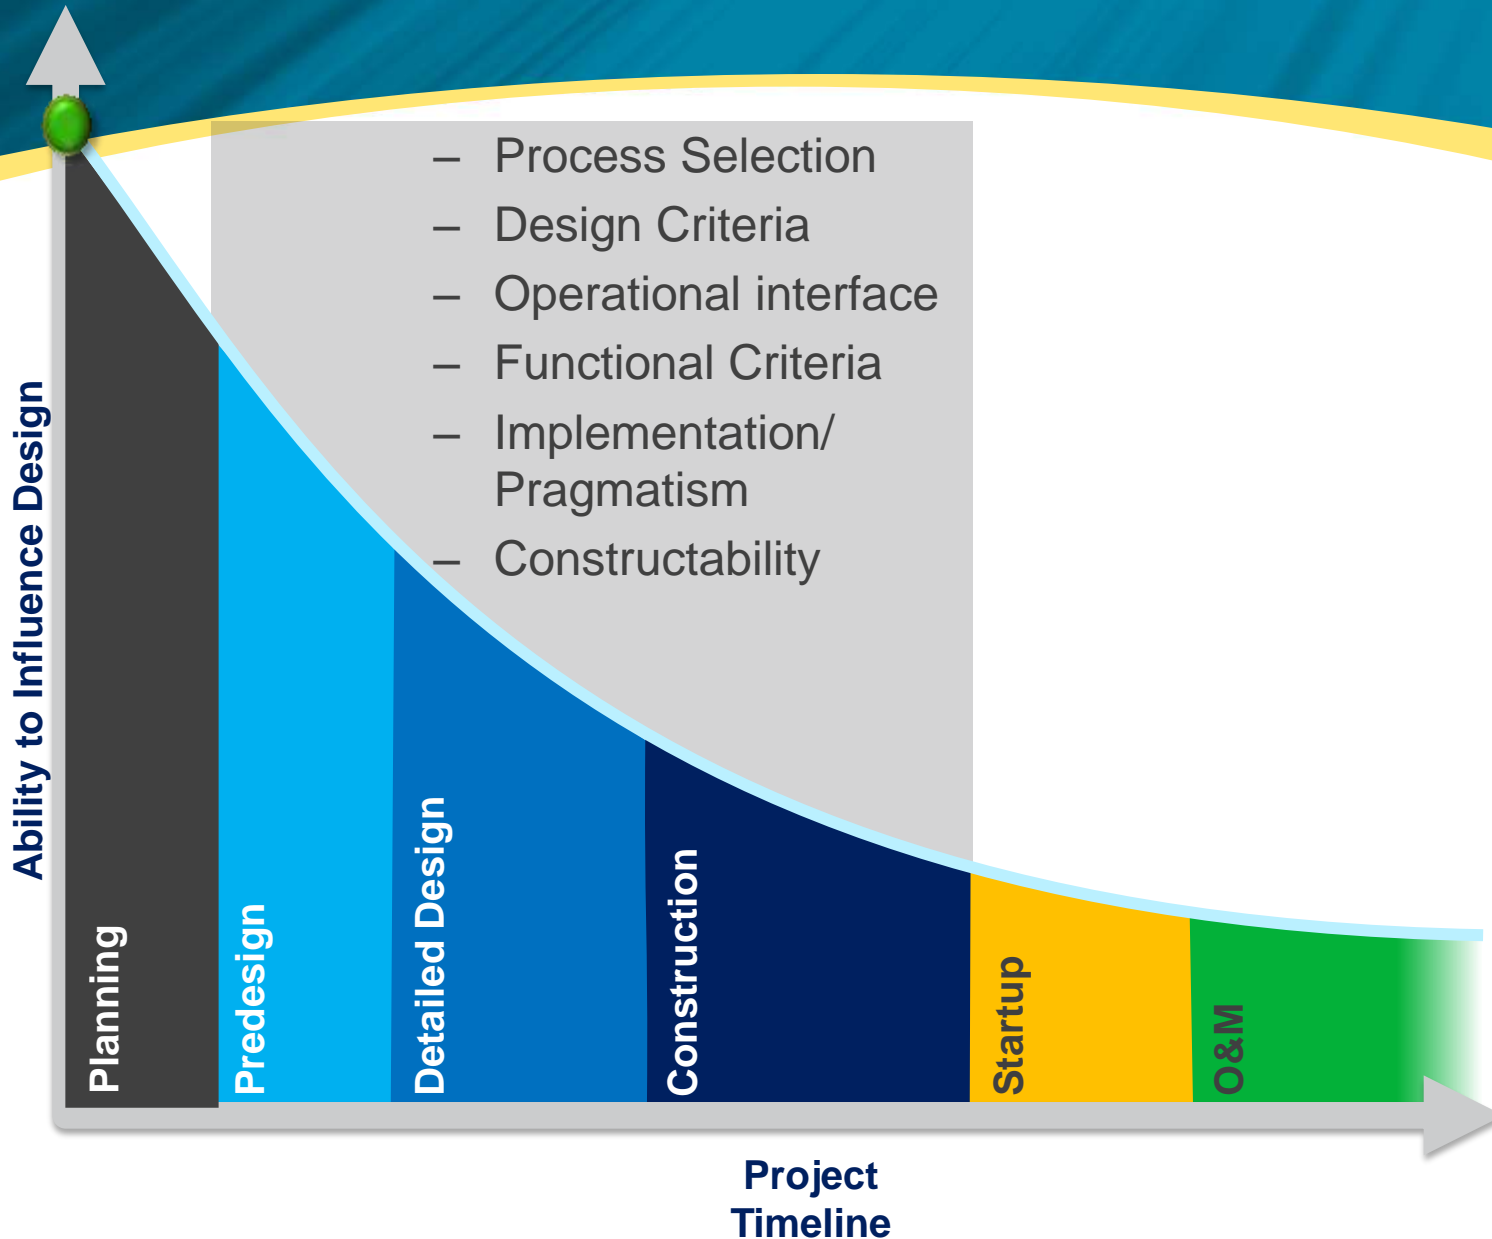 – Process Selection
– Design Criteria
– Operational interface
– Functional Criteria
– Implementation/
Pragmatism
– Constructability
Ability to Influence Design
Planning
Predesign
Detailed Design
Construction
Startup
O&M
Project
Timeline